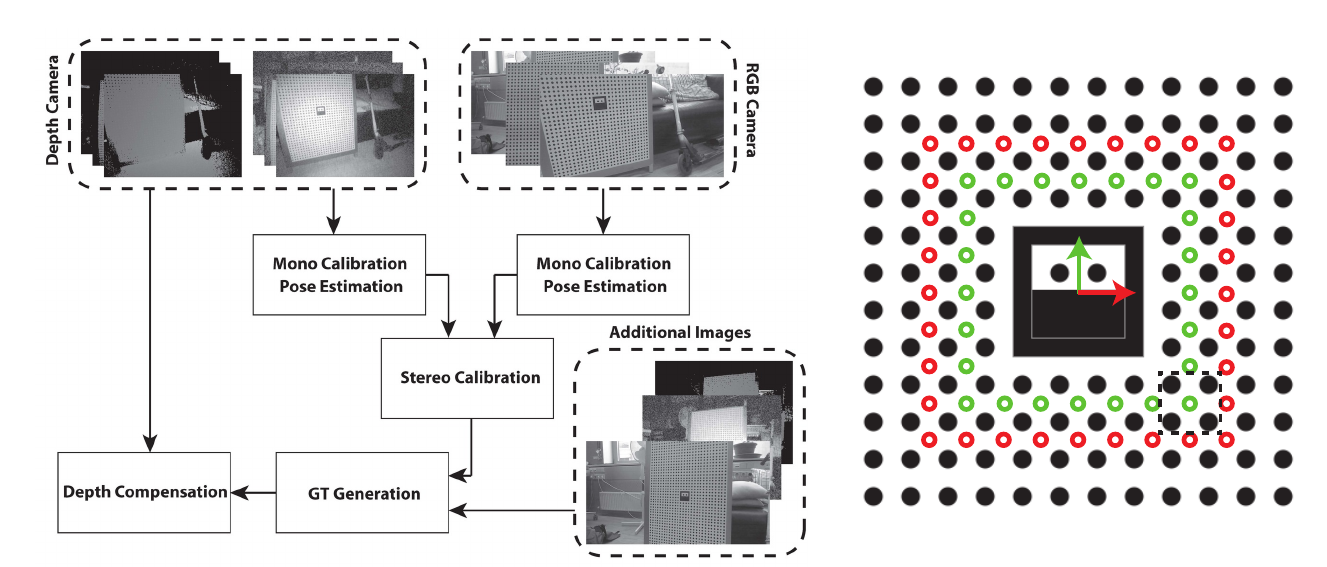 Depth Camera
RGB Camera
Mono Calibration
Pose Estimation
Mono Calibration
Pose Estimation
Additional Images
Stereo Calibration
Depth Compensation
GT Generation